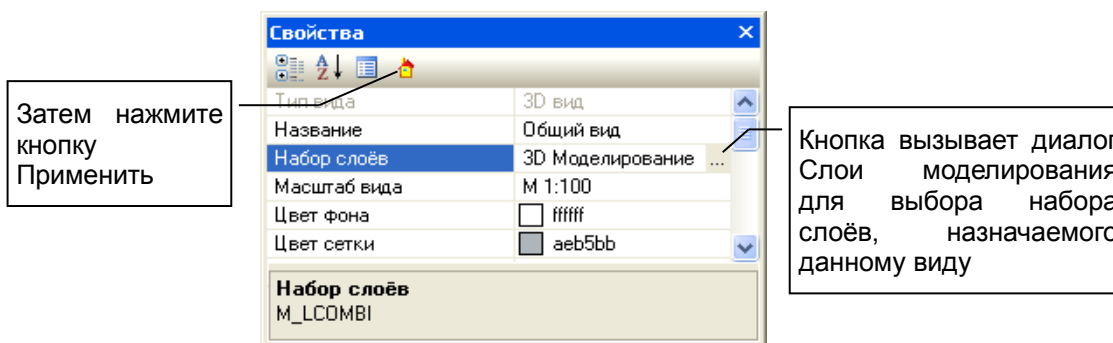 Свойства
Затем нажмите
кнопку
Применить
Тип вида 3D вид
Название Общий вид
Набор слоёв 3D Моделирование ...
Масштаб вида М 1:100
Цвет фона ffffff
Цвет сетки aeb5bb
Набор слоёв
M_LCOMBI
Кнопка вызывает диалог
Слои моделирования
для выбора набора
слоёв, назначаемого
данному виду